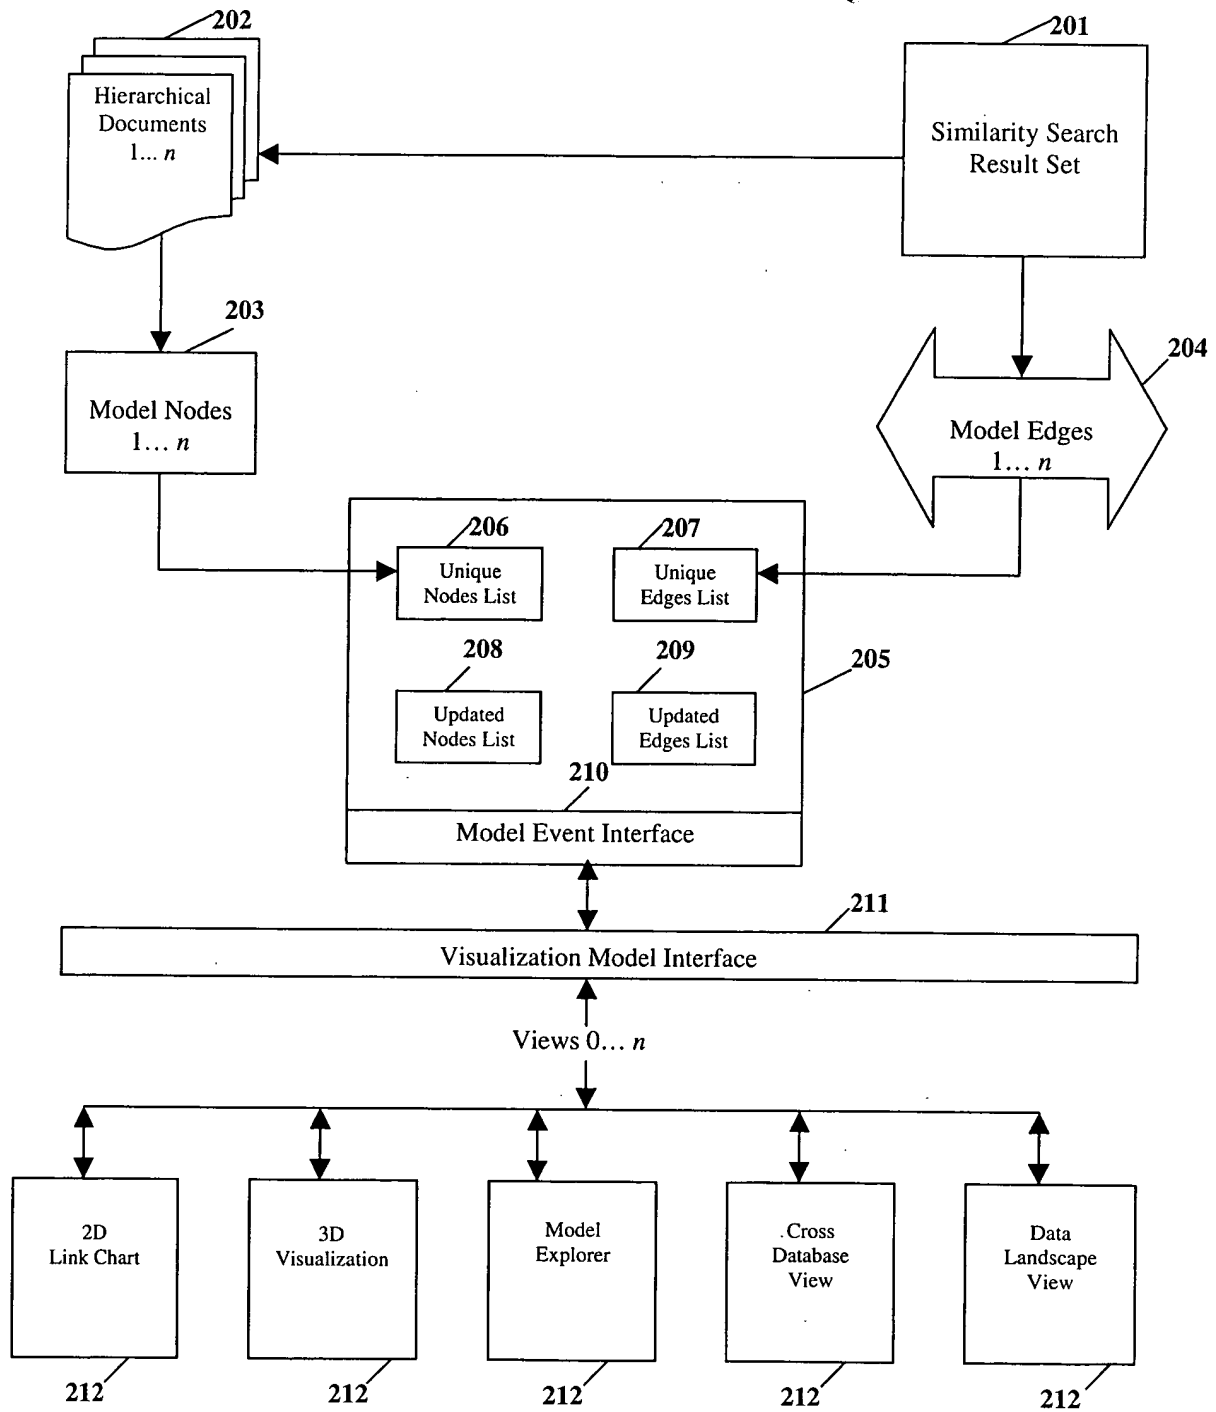 202
201
Hierarchical
Documents
1... n
Similarity Search
Result Set
203
204
Model Nodes
1... n
Model Edges
1... n
206
207
Unique
Nodes List
Unique
Edges List
208
209
205
Updated
Nodes List
Updated
Edges List
210
Model Event Interface
211
Visualization Model Interface
Views 0... n
2D
Link Chart
3D
Visualization
Model
Explorer
Cross
Database
View
Data
Landscape
View
212
212
212
212
212